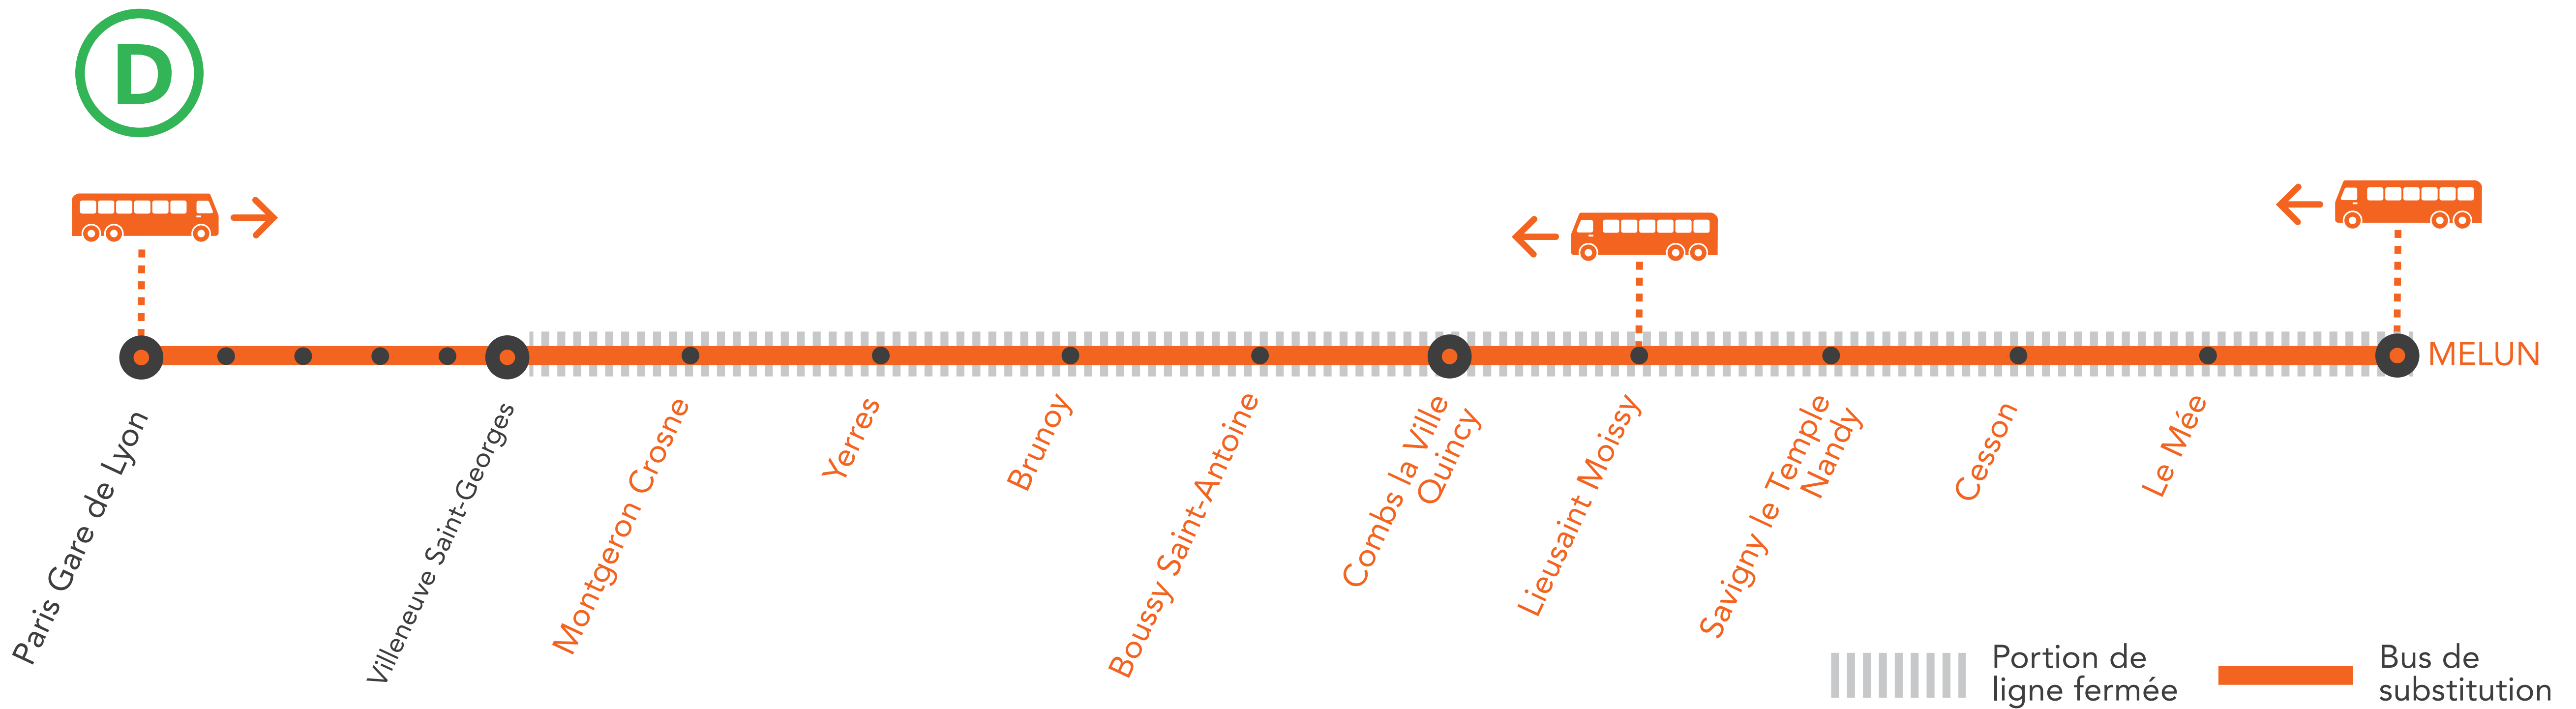 D
MELUN
Paris Gare de Lyon
Villeneuve Saint-Georges
Montgeron Crosne
Yerres
Brunoy
Boussy Saint-Antoine
Combs la Ville
Quincy
Lieusaint Moissy
Savigny le Temple
Nandy
Cesson
Le Mée
Portion de
ligne fermée
Bus de
substitution